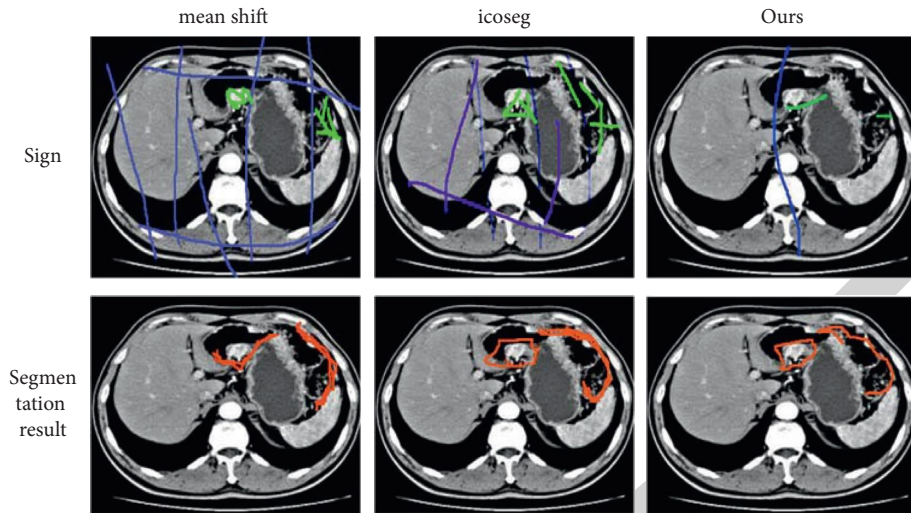 mean shift
icoseg
Ours
Sign
Segmen
tation
result